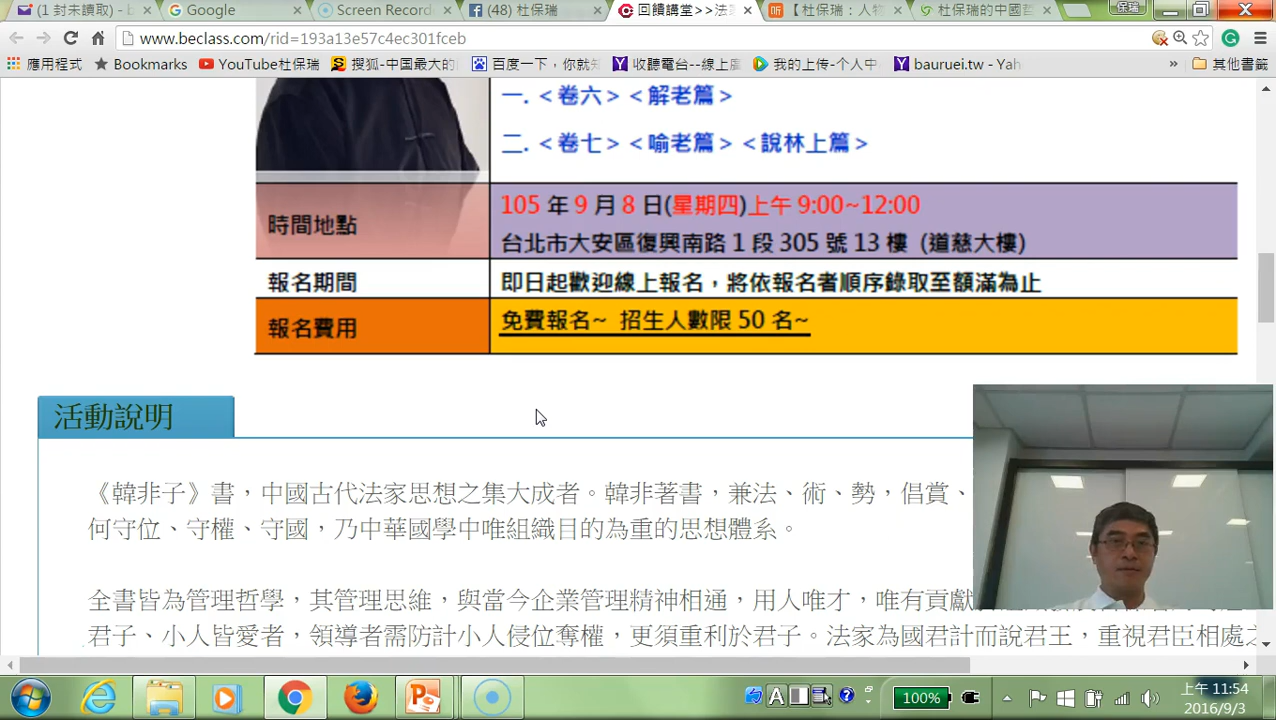 (1 封未讀取) - b
Google
Screen Record
(48) 杜保瑞
回饋講堂>>法
【杜保瑞：人物
杜保瑞的中國
保瑞
www.beclass.com/rid=193a13e57c4ec301fceb
應用程式
Bookmarks
YouTube杜保瑞
搜狐-中國最大的
百度一下，你就
收聽電台--線上
我的上传-个人中
bauruei.tw - Yah
»
其他書籤
一. <卷六> <解老篇>
二. <卷七> <喻老篇> <說林上篇>
時間地點
105 年 9 月 8 日(星期四)上午 9:00~12:00
台北市大安區復興南路 1 段 305 號 13 樓 (道慈大樓)
報名期間
即日起歡迎線上報名，將依報名者順序錄取至額滿為止
報名費用
免費報名~ 招生人數限 50 名~
活動說明
《韓非子》書，中國古代法家思想之集大成者。韓非著書，兼法、術、勢，倡賞、
何守位、守權、守國，乃中華國學中唯組織目的為重的思想體系。
全書皆為管理哲學，其管理思維，與當今企業管理精神相通，用人唯才，唯有貢獻
君子、小人皆愛者，領導者需防計小人侵位奪權，更須重利於君子。法家為國君計而說君王，重視君臣相處之
A
100%
上午 11:54
2016/9/3